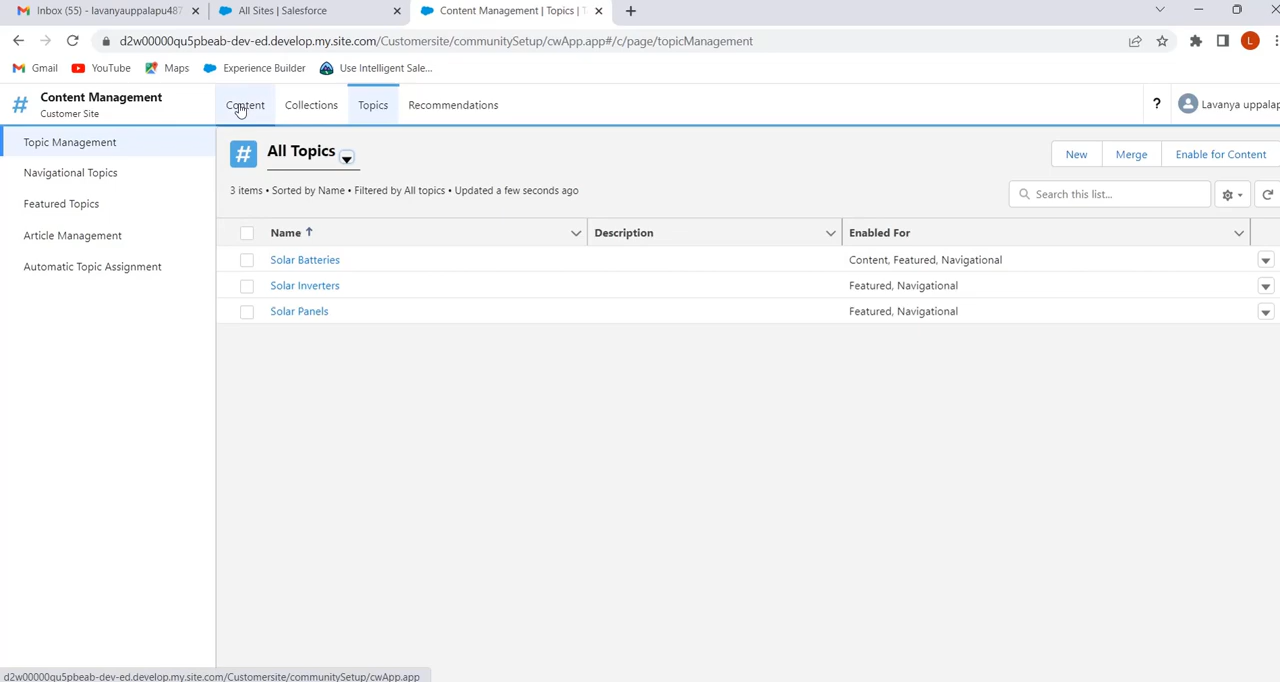 Inbox (55) - lavanyauppalapu487
All Sites | Salesforce
Content Management | Topics |
d2w00000qu5pbeab-dev-ed.develop.my.site.com/Customersite/communitySetup/cwApp.app#/c/page/topicManagement
L
Gmail
YouTube
Maps
Experience Builder
Use Intelligent Sale...
# Content Management
Customer Site
Content
Collections
Topics
Recommendations
?
Lavanya uppalap
Topic Management
Navigational Topics
Featured Topics
Article Management
Automatic Topic Assignment
# All Topics
New
Merge
Enable for Content
3 items • Sorted by Name • Filtered by All topics • Updated a few seconds ago
Search this list...
Name ↑
Description
Enabled For
Solar Batteries
Content, Featured, Navigational
Solar Inverters
Featured, Navigational
Solar Panels
Featured, Navigational
d2w00000qu5pbeab-dev-ed.develop.my.site.com/Customersite/communitySetup/cwApp.app